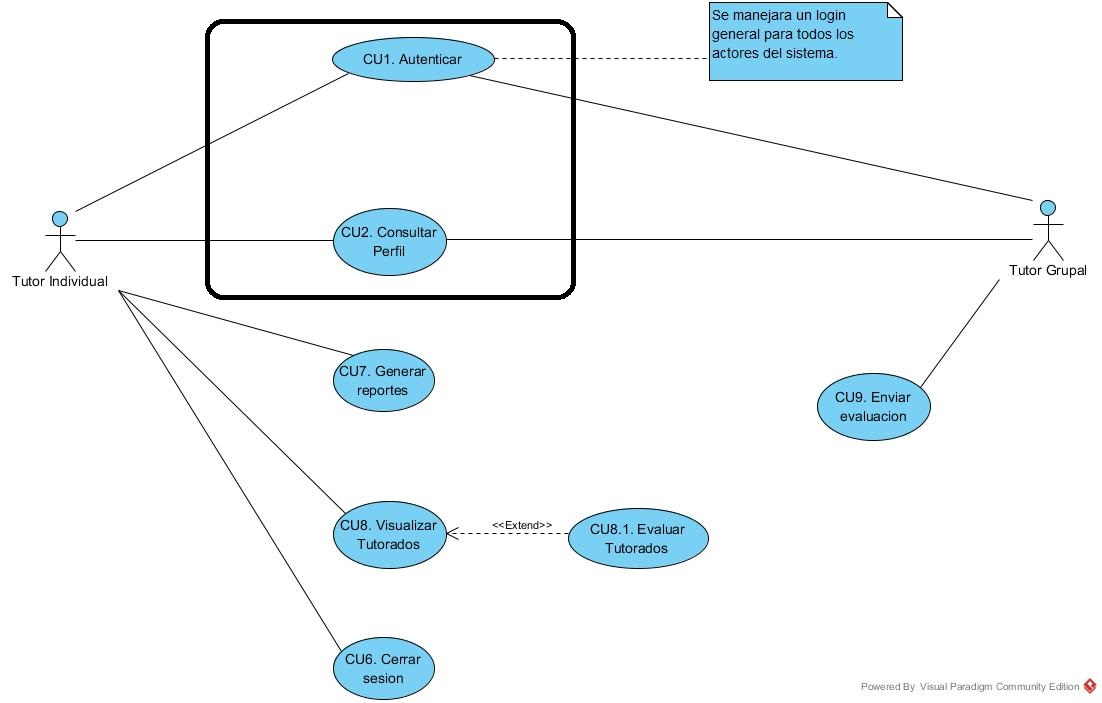 Se manejara un login
general para todos los
actores del sistema.
CU1. Autenticar
CU2. Consultar
Perfil
Tutor Individual
Tutor Grupal
CU7. Generar
reportes
CU9. Enviar
evaluacion
CU8. Visualizar
Tutorados
<<Extend>>
CU8.1. Evaluar
Tutorados
CU6. Cerrar
sesion
Powered By Visual Paradigm Community Edition